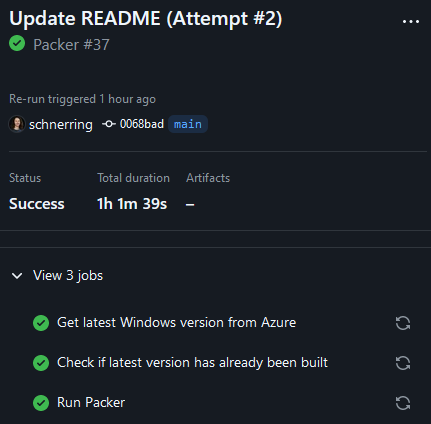 Update README (Attempt #2)
Packer #37
Re-run triggered 1 hour ago
schnerring 0068bad main
Status Total duration Artifacts
Success 1h 1m 39s –
View 3 jobs
Get latest Windows version from Azure
Check if latest version has already been built
Run Packer